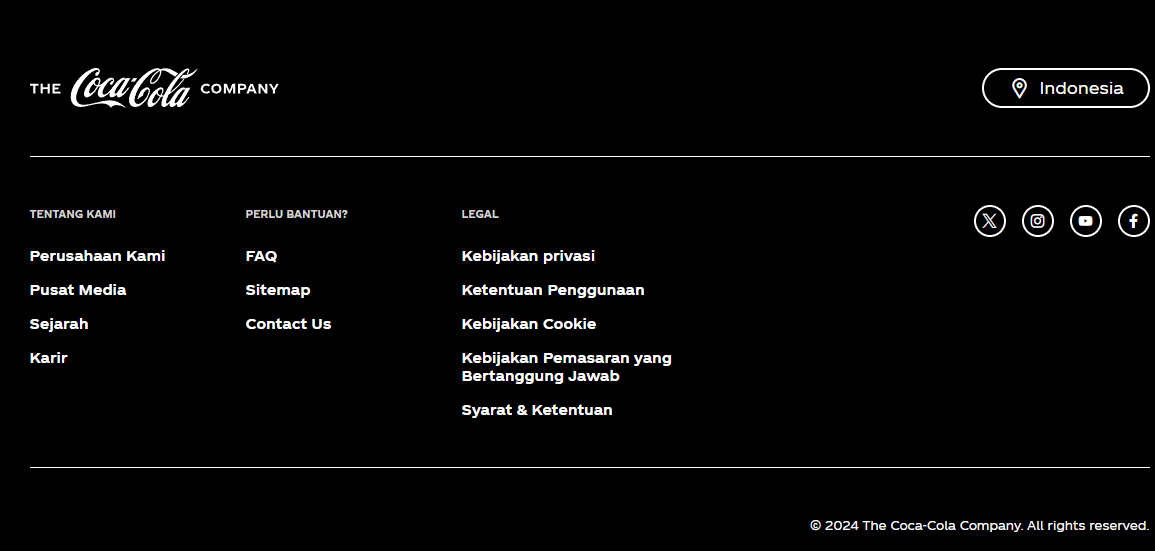 THE Coca-Cola COMPANY
Indonesia
TENTANG KAMI
Perusahaan Kami
Pusat Media
Sejarah
Karir
PERLU BANTUAN?
FAQ
Sitemap
Contact Us
LEGAL
Kebijakan privasi
Ketentuan Penggunaan
Kebijakan Cookie
Kebijakan Pemasaran yang
Bertanggung Jawab
Syarat & Ketentuan
© 2024 The Coca-Cola Company. All rights reserved.